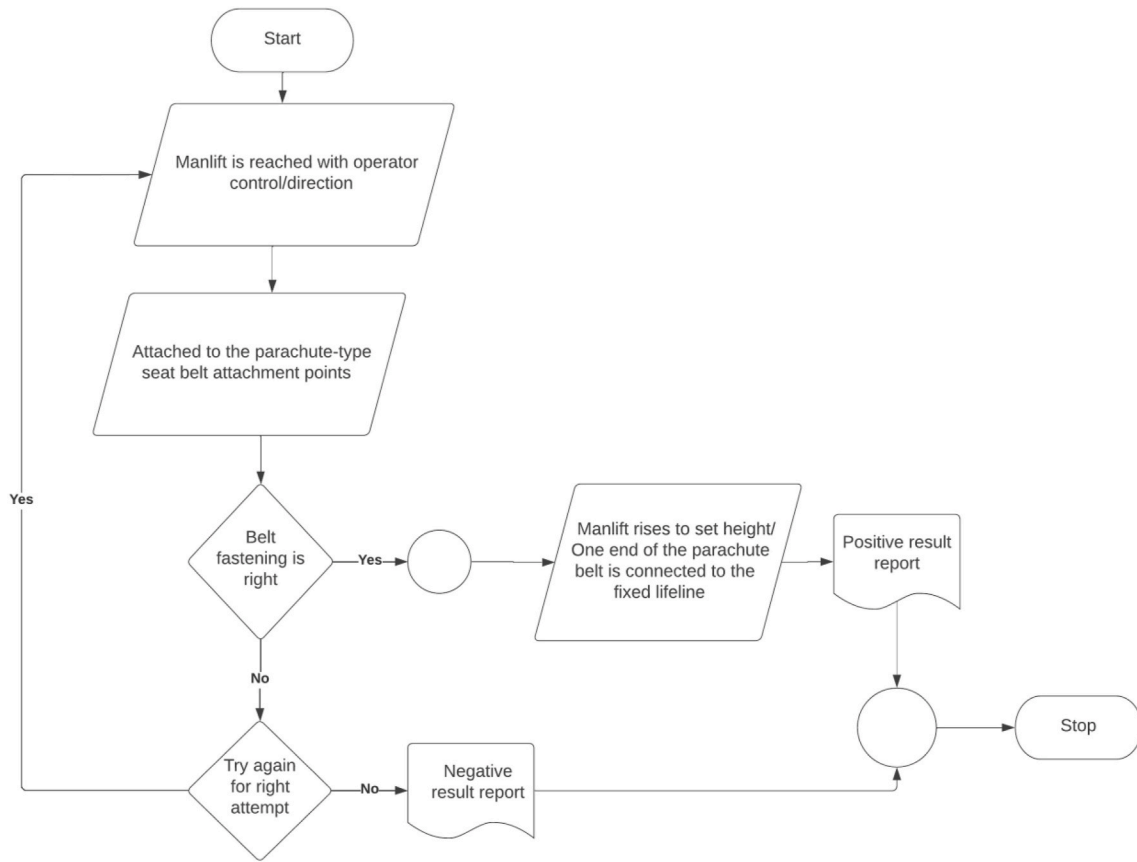 Start
Manlift is reached with operator
control/direction
Attached to the parachute-type
seat belt attachment points
Yes
Belt
fastening is
right
Yes
Manlift rises to set height/
One end of the parachute
belt is connected to the
fixed lifeline
Positive result
report
No
Try again
for right
attempt
No
Negative
result report
Stop